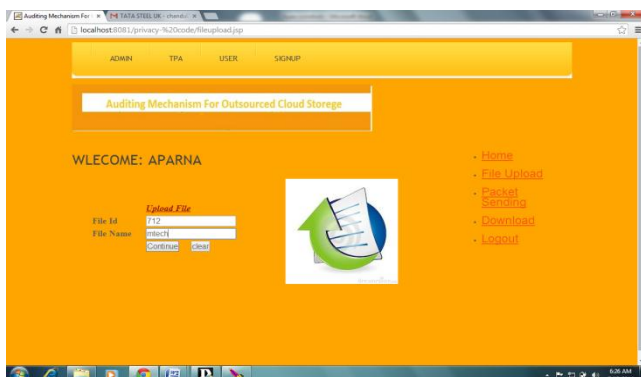 Auditing Mechanism For
TATA STEEL UK - chandu
localhost:8081/privacy-%20code/fileupload.jsp
ADMIN TPA USER SIGNUP
Auditing Mechanism For Outsourced Cloud Storege
WLECOME: APARNA
Upload File
File Id 712
File Name mtech
Continue clear
Home
File Upload
Packet
Sending
Download
Logout
6:26 AM